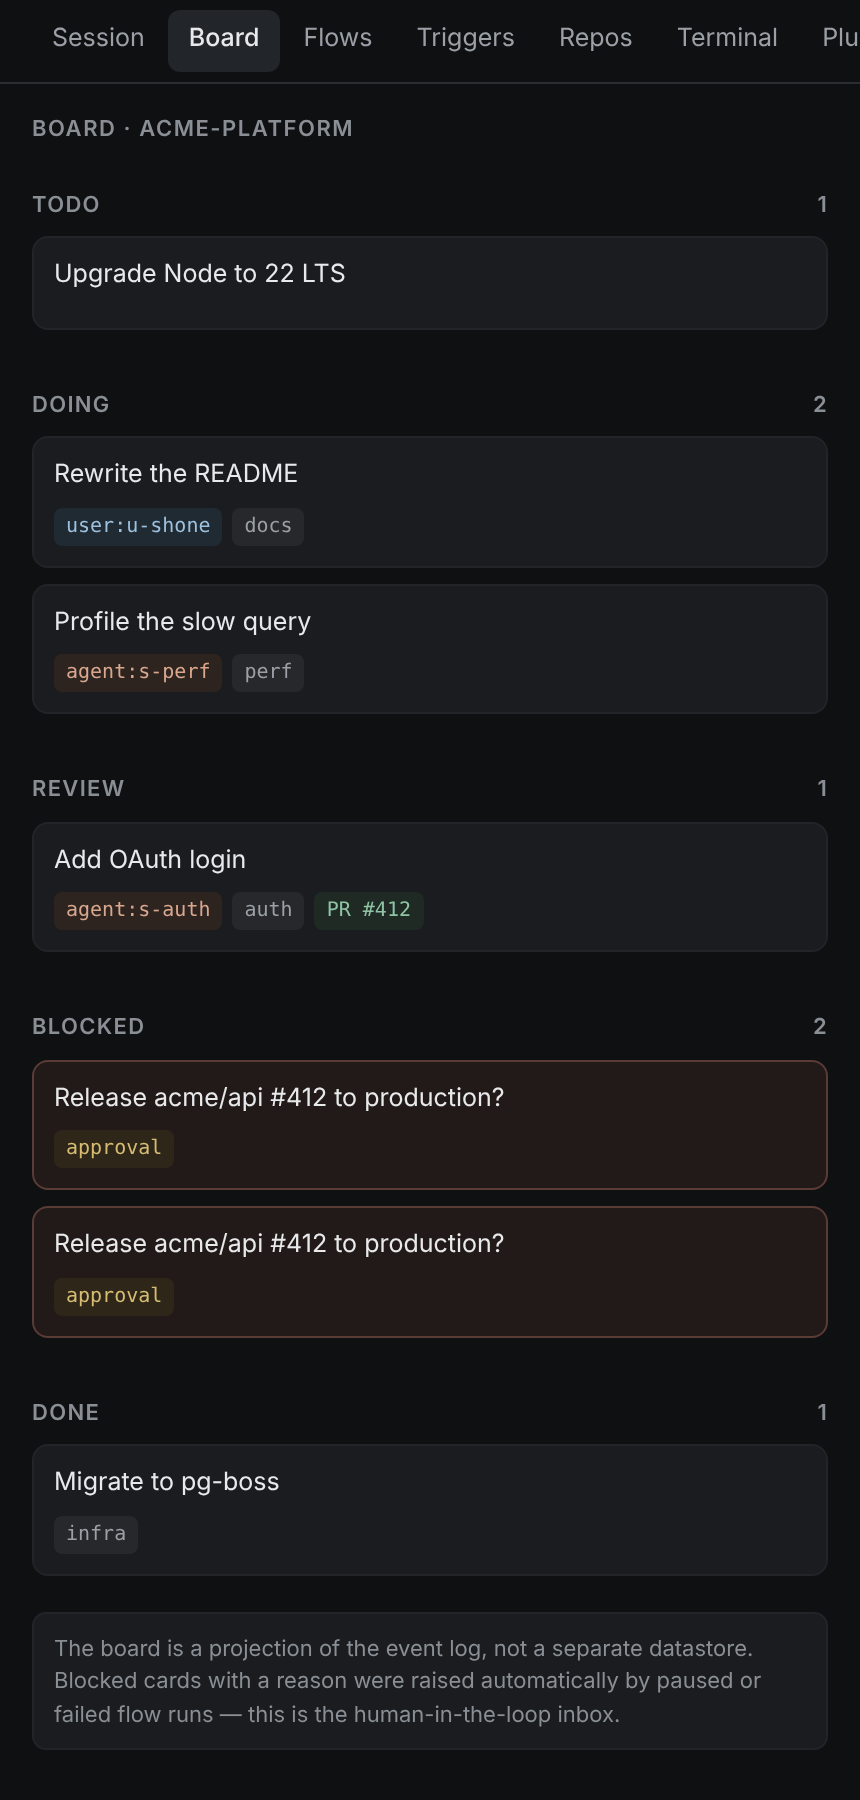 Session Board Flows Triggers Repos Terminal Plu
BOARD · ACME-PLATFORM
TODO 1
Upgrade Node to 22 LTS
DOING 2
Rewrite the README
user:u-shone docs
Profile the slow query
agent:s-perf perf
REVIEW 1
Add OAuth login
agent:s-auth auth PR #412
BLOCKED 2
Release acme/api #412 to production?
approval
Release acme/api #412 to production?
approval
DONE 1
Migrate to pg-boss
infra
The board is a projection of the event log, not a separate datastore.
Blocked cards with a reason were raised automatically by paused or
failed flow runs — this is the human-in-the-loop inbox.